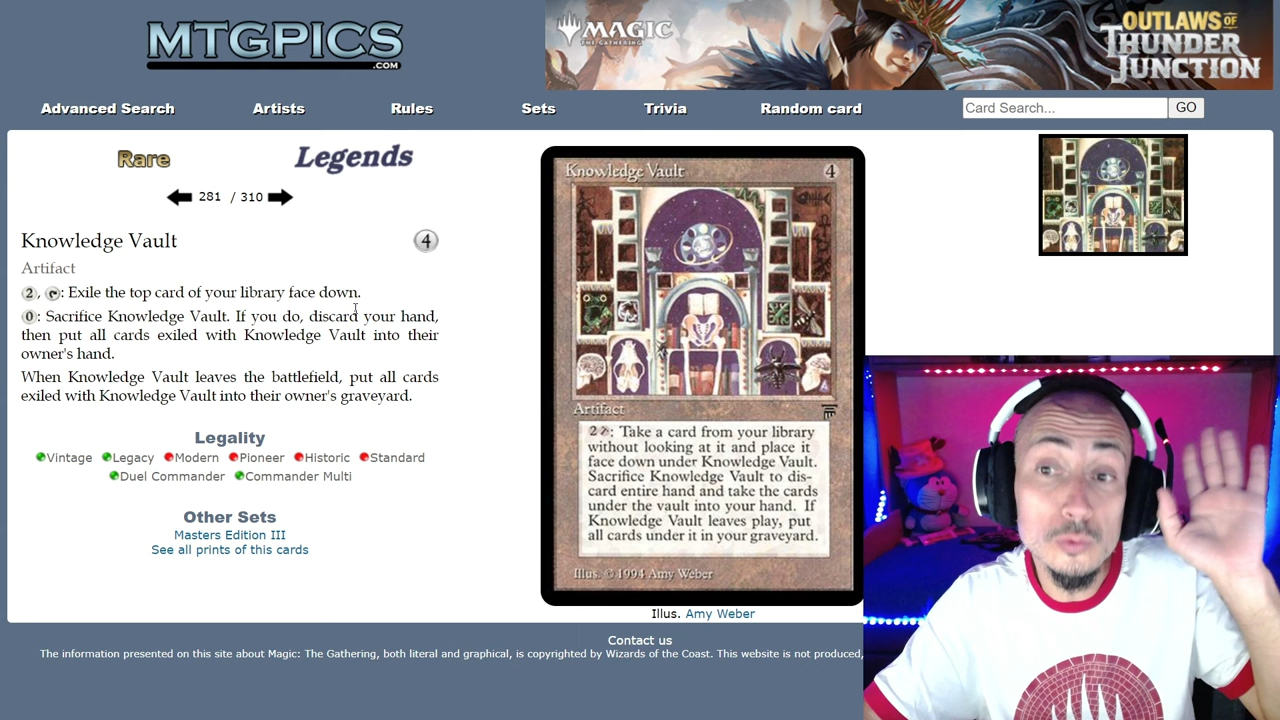 MTGPICS
.COM
MAGIC
THE GATHERING
OUTLAWS OF
THUNDER
JUNCTION
Advanced Search Artists Rules Sets Trivia Random card Card Search... GO
Rare Legends
281 / 310
Knowledge Vault 4
Artifact
2, : Exile the top card of your library face down.
0: Sacrifice Knowledge Vault. If you do, discard your hand,
then put all cards exiled with Knowledge Vault into their
owner's hand.
When Knowledge Vault leaves the battlefield, put all cards
exiled with Knowledge Vault into their owner's graveyard.
Legality
Vintage Legacy Modern Pioneer Historic Standard
Duel Commander Commander Multi
Other Sets
Masters Edition III
See all prints of this cards
Knowledge Vault 4
Artifact
2 : Take a card from your library
without looking at it and place it
face down under Knowledge Vault.
Sacrifice Knowledge Vault to dis-
card entire hand and take the cards
under the vault into your hand. If
Knowledge Vault leaves play, put
all cards under it in your graveyard.
Illus. © 1994 Amy Weber
Illus. Amy Weber
Contact us
The information presented on this site about Magic: The Gathering, both literal and graphical, is copyrighted by Wizards of the Coast. This website is not produced,